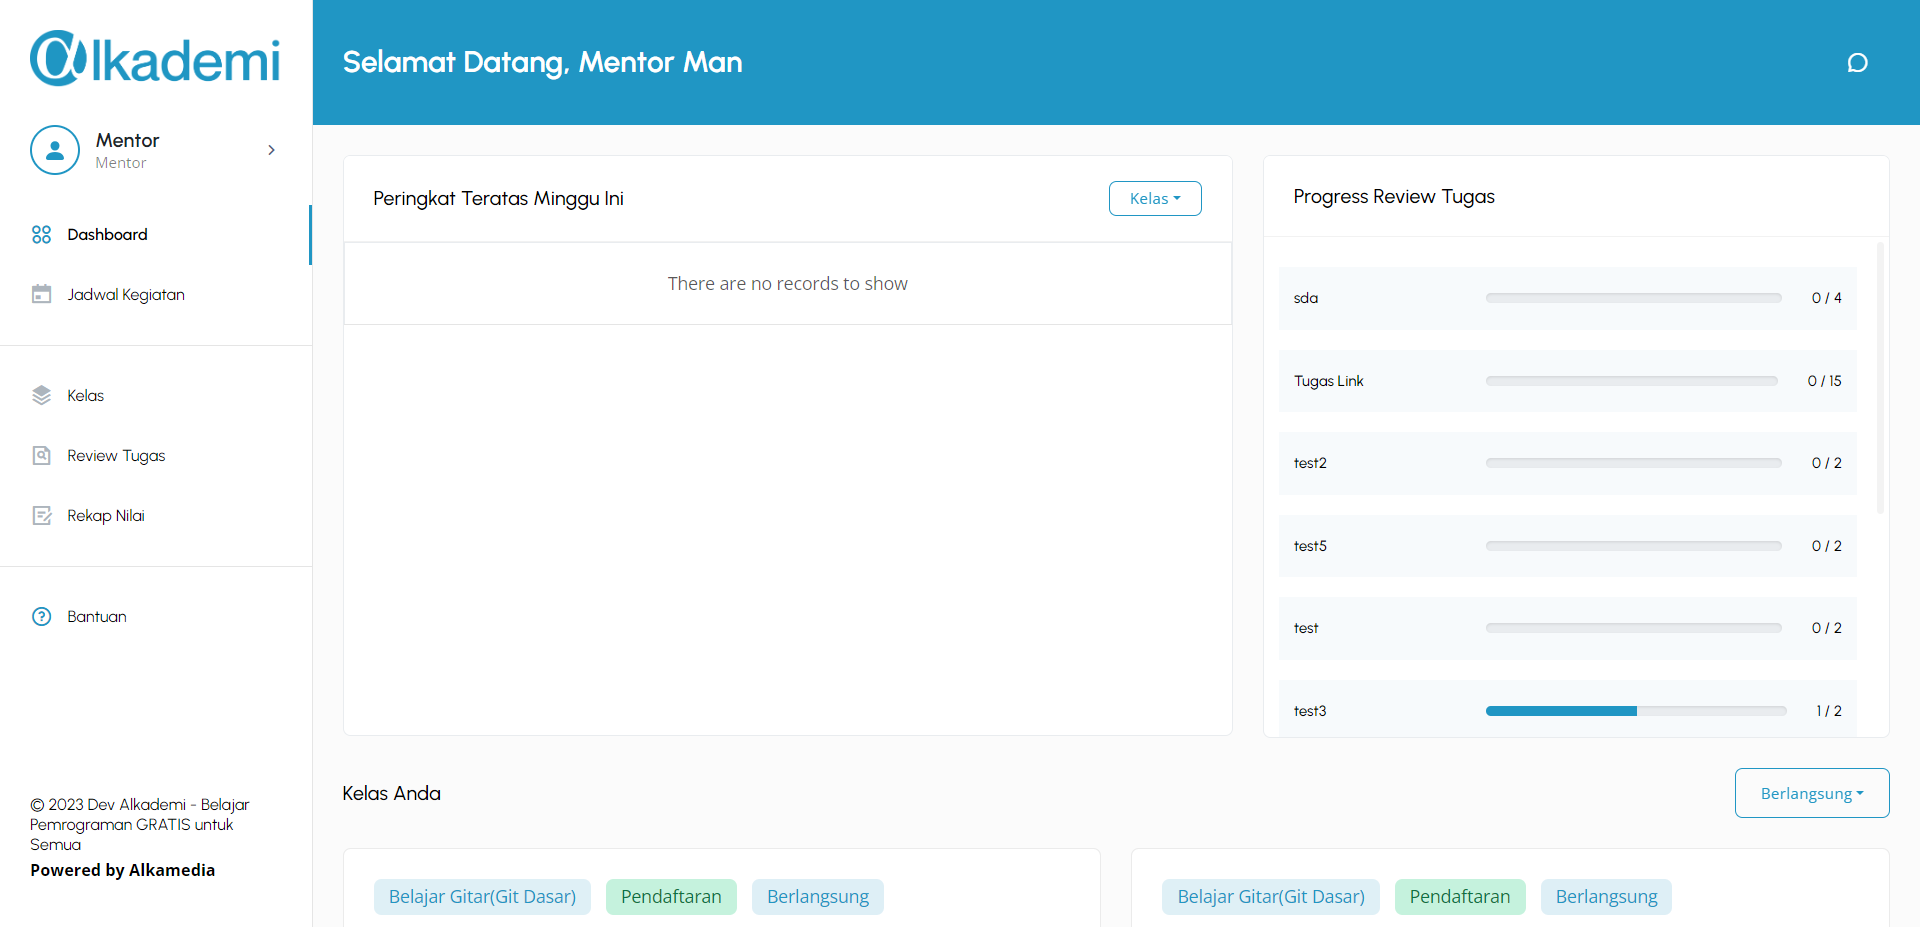 @lkademi
Mentor
Mentor
Dashboard
Jadwal Kegiatan
Kelas
Review Tugas
Rekap Nilai
Bantuan
© 2023 Dev Alkademi - Belajar
Pemrograman GRATIS untuk
Semua
Powered by Alkamedia
Selamat Datang, Mentor Man
Peringkat Teratas Minggu Ini
Kelas
There are no records to show
Progress Review Tugas
sda 0 / 4
Tugas Link 0 / 15
test2 0 / 2
test5 0 / 2
test 0 / 2
test3 1 / 2
Kelas Anda
Berlangsung
Belajar Gitar(Git Dasar) Pendaftaran Berlangsung
Belajar Gitar(Git Dasar) Pendaftaran Berlangsung